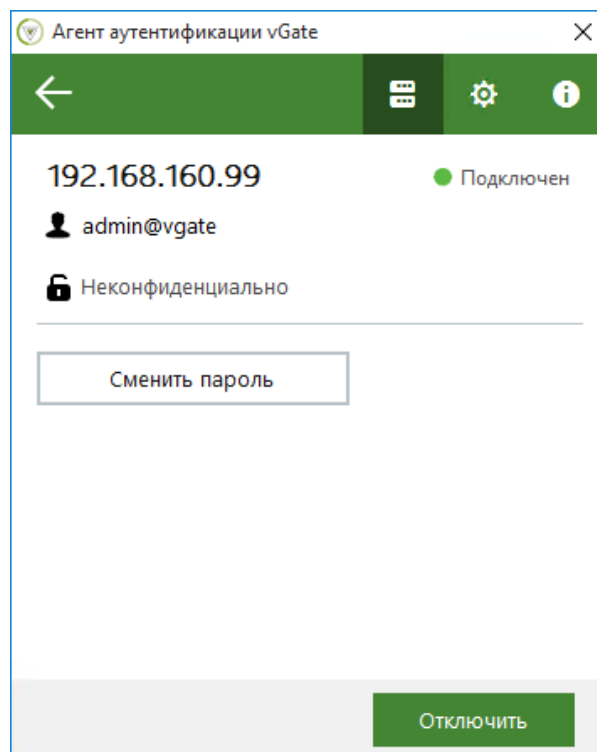 Агент аутентификации vGate
192.168.160.99
Подключен
admin@vgate
Неконфиденциально
Сменить пароль
Отключить